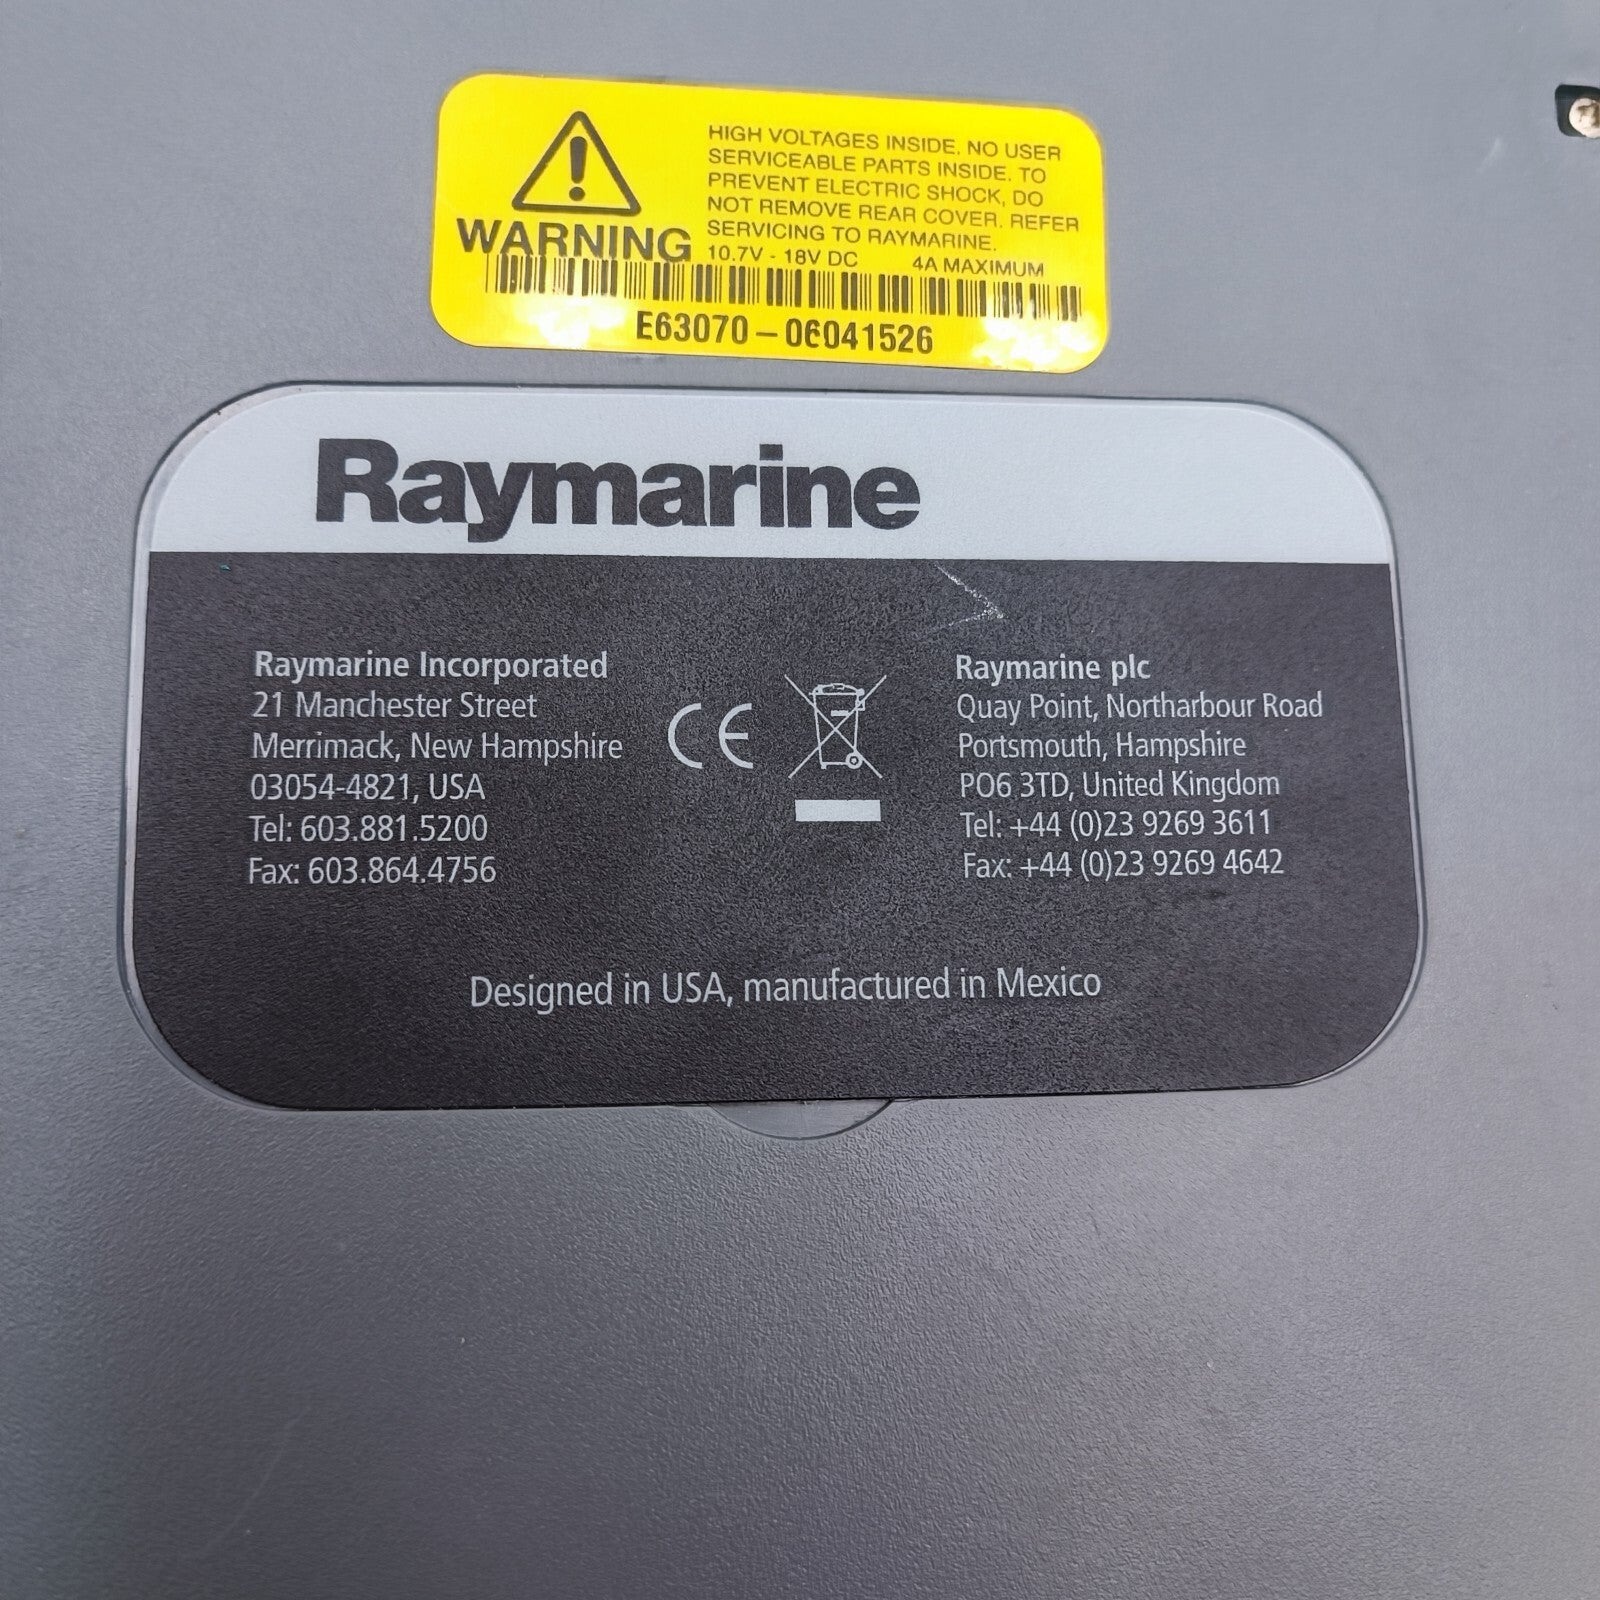 HIGH VOLTAGES INSIDE. NO USER
SERVICEABLE PARTS INSIDE. TO
PREVENT ELECTRIC SHOCK, DO
NOT REMOVE REAR COVER. REFER
SERVICING TO RAYMARINE.
10.7V - 18V DC 4A MAXIMUM
WARNING
E63070-06041526
Raymarine
Raymarine Incorporated
21 Manchester Street
Merrimack, New Hampshire
03054-4821, USA
Tel: 603.881.5200
Fax: 603.864.4756
CE
Raymarine plc
Quay Point, Northarbour Road
Portsmouth, Hampshire
PO6 3TD, United Kingdom
Tel: +44 (0)23 9269 3611
Fax: +44 (0)23 9269 4642
Designed in USA, manufactured in Mexico